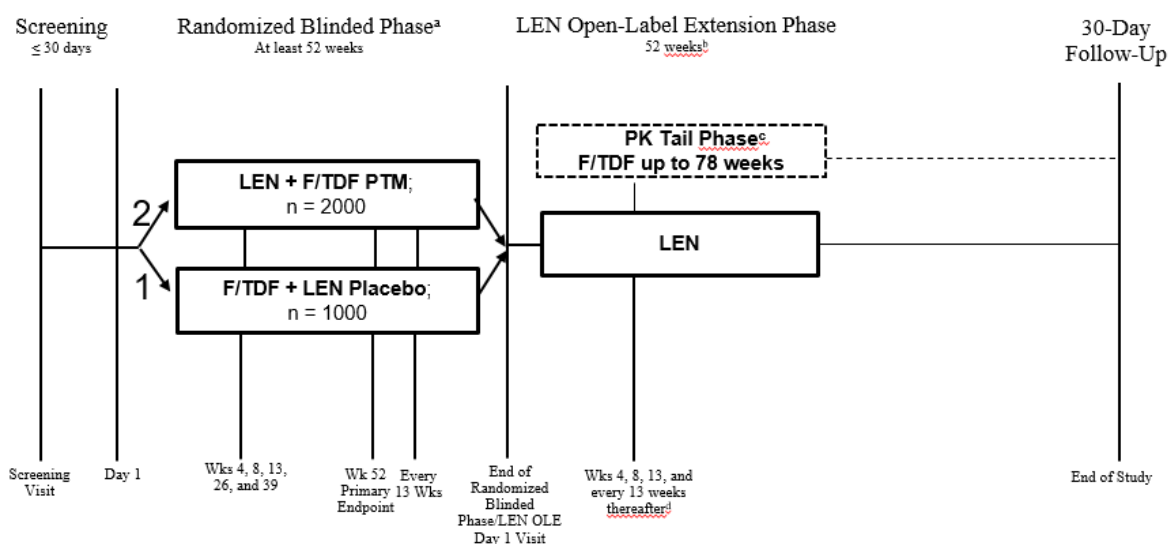 Screening
≤ 30 days
Randomized Blinded Phaseᵃ
At least 52 weeks
LEN Open-Label Extension Phase
52 weeksᵇ
30-Day
Follow-Up
PK Tail Phaseᶜ
F/TDF up to 78 weeks
2
LEN + F/TDF PTM;
n = 2000
LEN
1
F/TDF + LEN Placebo;
n = 1000
Screening
Visit
Day 1
Wks 4, 8, 13,
26, and 39
Wk 52
Primary
Endpoint
Every
13 Wks
End of
Randomized
Blinded
Phase/LEN OLE
Day 1 Visit
Wks 4, 8, 13, and
every 13 weeks
thereafterᵈ
End of Study